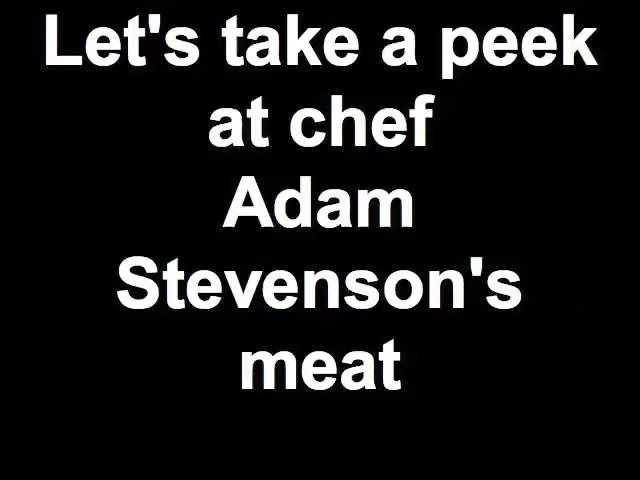 Let's take a peek
at chef
Adam
Stevenson's
meat